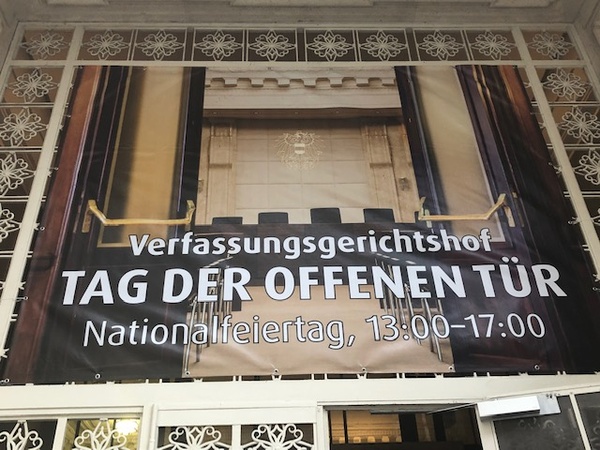 Verfassungsgerichtshof
TAG DER OFFENEN TÜR
Nationalfeiertag, 13:00–17:00